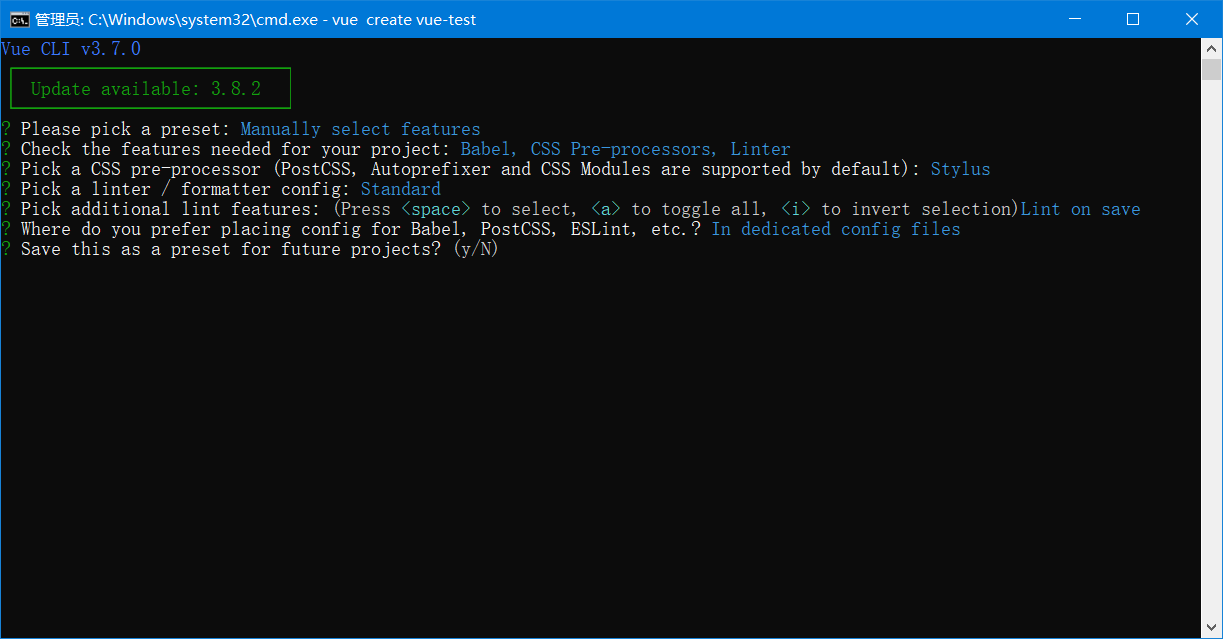 管理员: C:\Windows\system32\cmd.exe - vue  create vue-test
Vue CLI v3.7.0
Update available: 3.8.2
? Please pick a preset: Manually select features
? Check the features needed for your project: Babel, CSS Pre-processors, Linter
? Pick a CSS pre-processor (PostCSS, Autoprefixer and CSS Modules are supported by default): Stylus
? Pick a linter / formatter config: Standard
? Pick additional lint features: (Press <space> to select, <a> to toggle all, <i> to invert selection)Lint on save
? Where do you prefer placing config for Babel, PostCSS, ESLint, etc.? In dedicated config files
? Save this as a preset for future projects? (y/N)